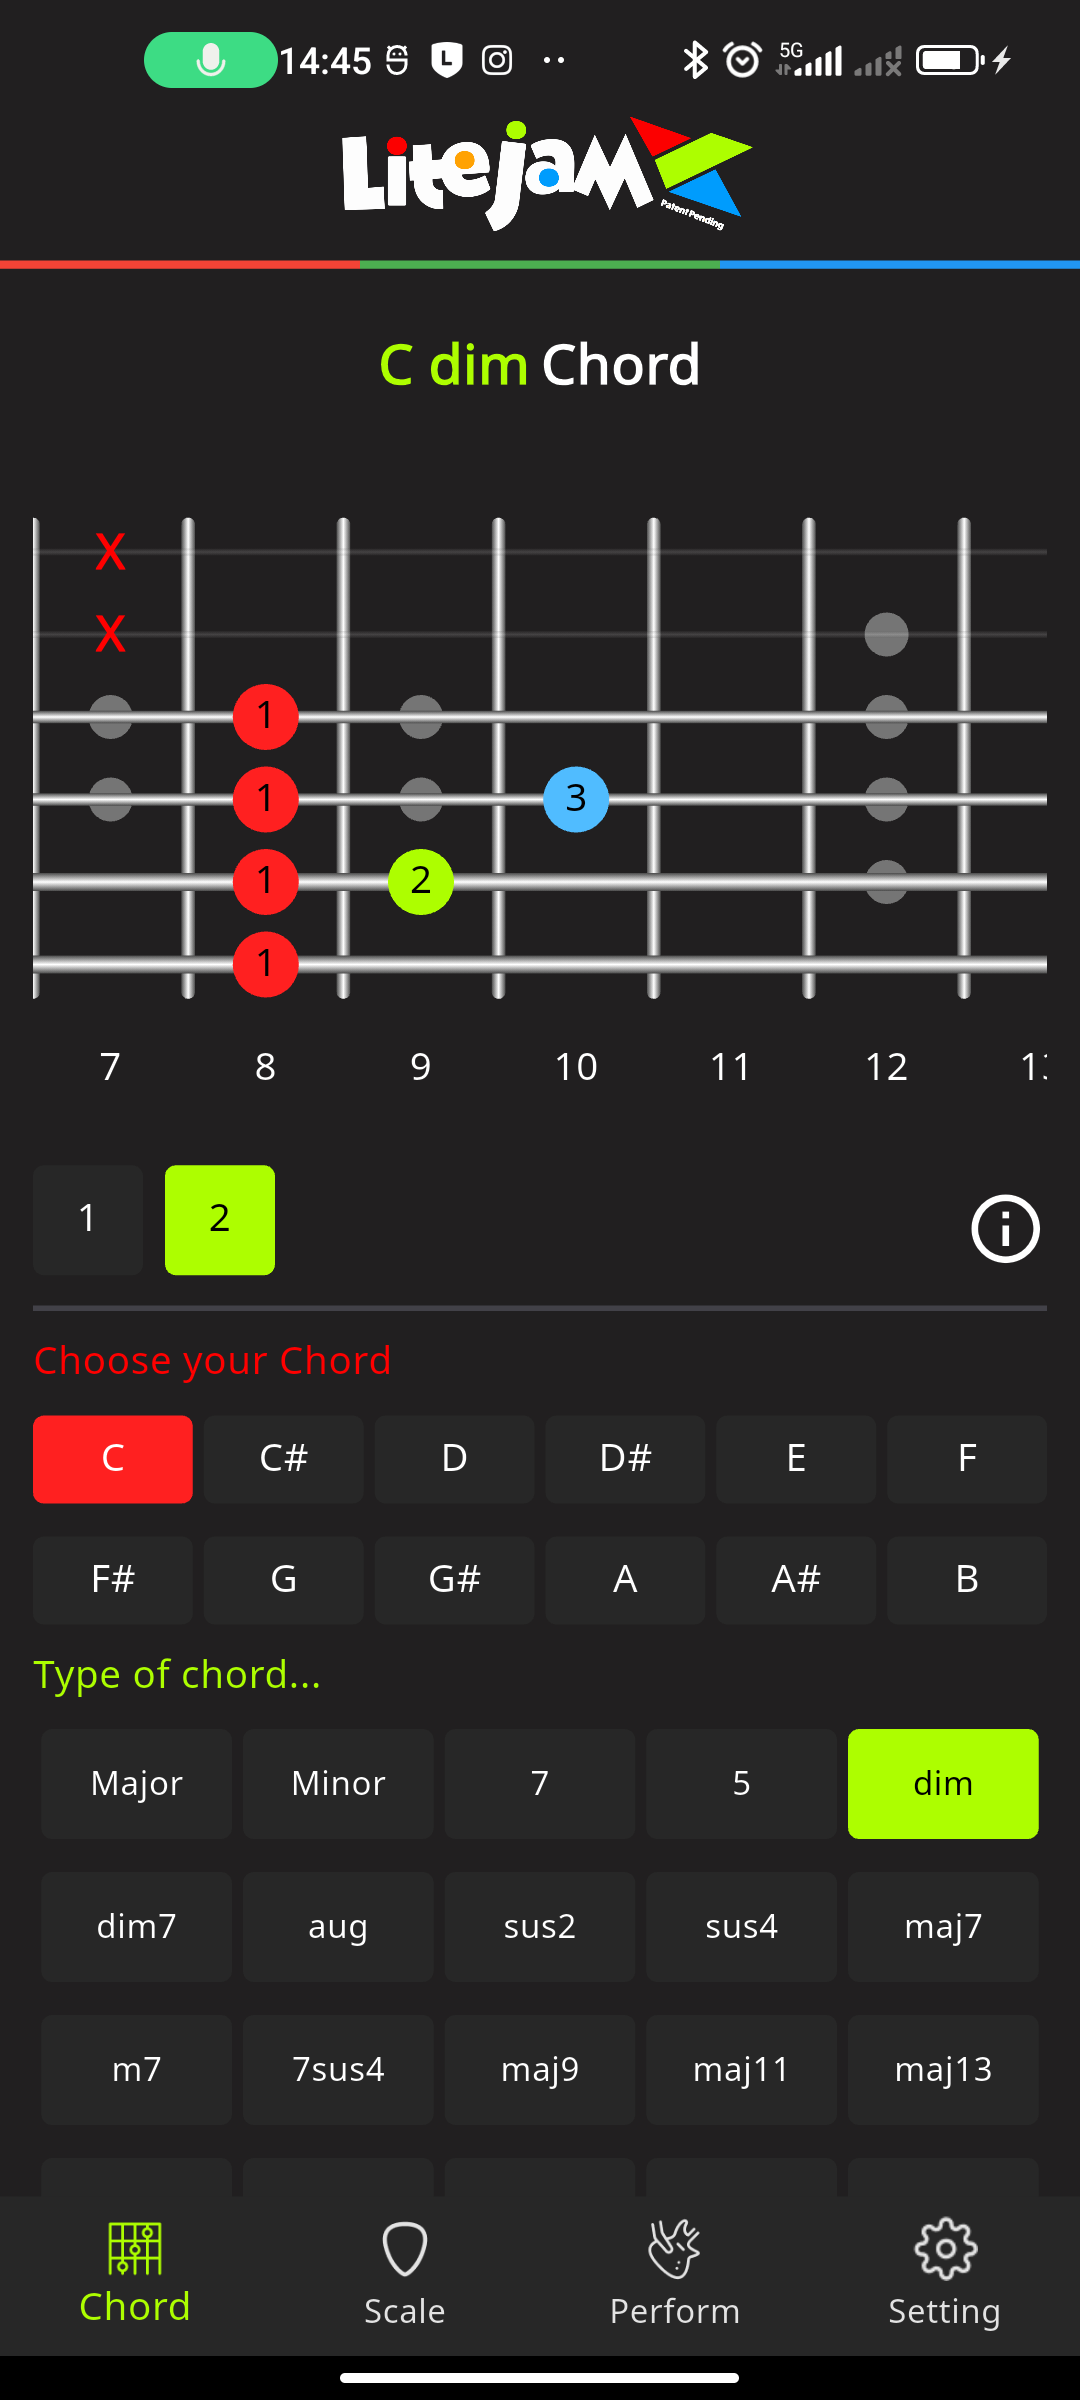 14:45
5G
LiteJam
Patent Pending
C dim Chord
X
X
1
1 3
1 2
1
7 8 9 10 11 12
1 2
Choose your Chord
C C# D D# E F
F# G G# A A# B
Type of chord...
Major Minor 7 5 dim
dim7 aug sus2 sus4 maj7
m7 7sus4 maj9 maj11 maj13
Chord Scale Perform Setting